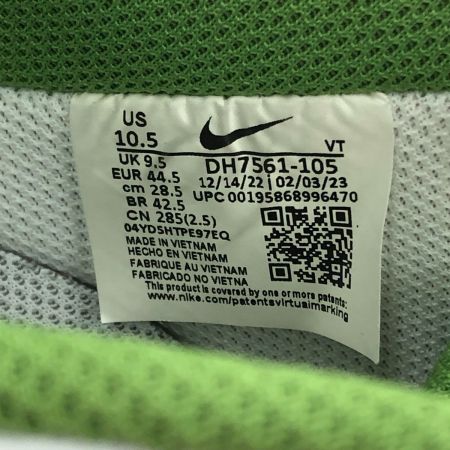 US
10.5
VT
UK 9.5
DH7561-105
EUR 44.5
12/14/22 02/03/23
cm 28.5
UPC 00195868996470
BR 42.5
CN 285(2.5)
04YD5HTPE97EQ
MADE IN VIETNAM
HECHO EN VIETNAM
FABRIQUE AU VIETNAM
FABRICADO NO VIETNAM
This product is covered by one or more patents:
www.nike.com/patentsvirtualmarking